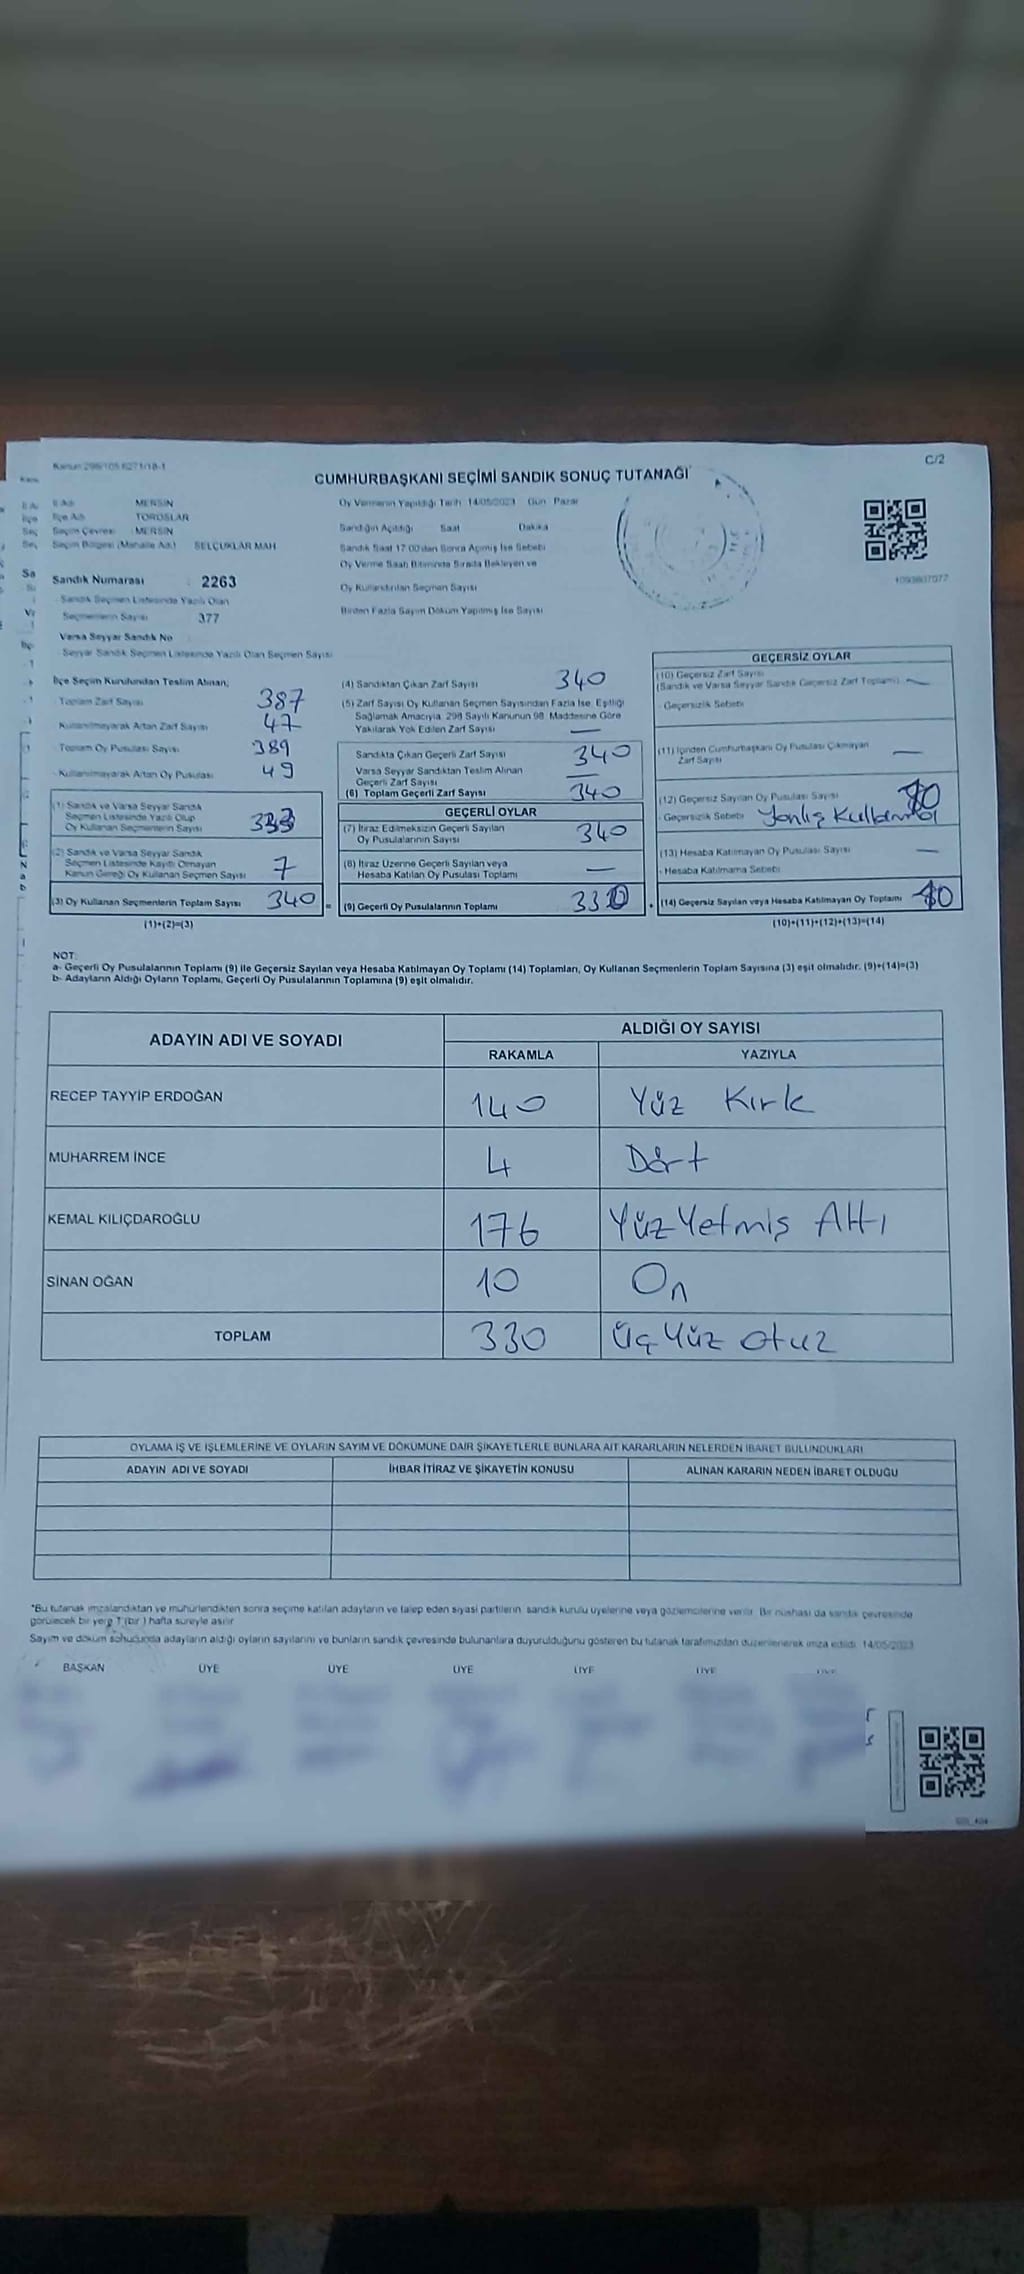 Kanun 298/105 6271/18-1
C/2
CUMHURBAŞKANI SEÇİMİ SANDIK SONUÇ TUTANAĞI
İl Adı MERSİN
İlçe Adı TOROSLAR
Seçim Çevresi MERSİN
Seçim Bölgesi (Mahalle Adı) SELÇUKLAR MAH
Sandık Numarası 2263
Sandık Seçmen Listesinde Yazılı Olan
Seçmenlerin Sayısı 377
Varsa Seyyar Sandık No
Seyyar Sandık Seçmen Listesinde Yazılı Olan Seçmen Sayısı
Oy Vermenin Yapıldığı Tarih 14/05/2023 Gün Pazar
Sandığın Açıldığı Saat Dakika
Sandık Saat 17:00'dan Sonra Açılmış İse Sebebi
Oy Verme Saati Bitiminde Sırada Bekleyen ve
Oy Kullandırılan Seçmen Sayısı
Birden Fazla Sayım Döküm Yapılmış İse Sayısı
İlçe Seçim Kurulundan Teslim Alınan;
Toplam Zarf Sayısı 387
Kullanılmayarak Artan Zarf Sayısı 47
Toplam Oy Pusulası Sayısı 389
Kullanılmayarak Artan Oy Pusulası 49
(1) Sandık ve Varsa Seyyar Sandık
Seçmen Listesinde Yazılı Olup
Oy Kullanan Seçmenlerin Sayısı 333
(2) Sandık ve Varsa Seyyar Sandık
Seçmen Listesinde Kayıtlı Olmayan
Kanun Gereği Oy Kullanan Seçmen Sayısı 7
(3) Oy Kullanan Seçmenlerin Toplam Sayısı 340
(1)+(2)=(3)
(4) Sandıktan Çıkan Zarf Sayısı 340
(5) Zarf Sayısı Oy Kullanan Seçmen Sayısından Fazla İse, Eşitliği
Sağlamak Amacıyla, 298 Sayılı Kanunun 98. Maddesine Göre
Yakılarak Yok Edilen Zarf Sayısı —
Sandıkta Çıkan Geçerli Zarf Sayısı 340
Varsa Seyyar Sandıktan Teslim Alınan
Geçerli Zarf Sayısı —
(6) Toplam Geçerli Zarf Sayısı 340
GEÇERLİ OYLAR
(7) İtiraz Edilmeksizin Geçerli Sayılan
Oy Pusulalarının Sayısı 340
(8) İtiraz Üzerine Geçerli Sayılan veya
Hesaba Katılan Oy Pusulası Toplamı —
= (9) Geçerli Oy Pusulalarının Toplamı 330
GEÇERSİZ OYLAR
(10) Geçersiz Zarf Sayısı
(Sandık ve Varsa Seyyar Sandık Geçersiz Zarf Toplamı) —
- Geçersizlik Sebebi
(11) İçinden Cumhurbaşkanı Oy Pusulası Çıkmayan
Zarf Sayısı —
(12) Geçersiz Sayılan Oy Pusulası Sayısı 10
- Geçersizlik Sebebi Yanlış Kullanma
(13) Hesaba Katılmayan Oy Pusulası Sayısı —
- Hesaba Katılmama Sebebi
+ (14) Geçersiz Sayılan veya Hesaba Katılmayan Oy Toplamı 10
(10)+(11)+(12)+(13)=(14)
NOT:
a- Geçerli Oy Pusulalarının Toplamı (9) ile Geçersiz Sayılan veya Hesaba Katılmayan Oy Toplamı (14) Toplamları, Oy Kullanan Seçmenlerin Toplam Sayısına (3) eşit olmalıdır. (9)+(14)=(3)
b- Adayların Aldığı Oyların Toplamı, Geçerli Oy Pusulalarının Toplamına (9) eşit olmalıdır.
ADAYIN ADI VE SOYADI ALDIĞI OY SAYISI
RAKAMLA YAZIYLA
RECEP TAYYİP ERDOĞAN 140 Yüz Kırk
MUHARREM İNCE 4 Dört
KEMAL KILIÇDAROĞLU 176 Yüz Yetmiş Altı
SİNAN OĞAN 10 On
TOPLAM 330 Üç Yüz otuz
OYLAMA İŞ VE İŞLEMLERİNE VE OYLARIN SAYIM VE DÖKÜMÜNE DAİR ŞİKAYETLERLE BUNLARA AİT KARARLARIN NELERDEN İBARET BULUNDUKLARI
ADAYIN ADI VE SOYADI İHBAR İTİRAZ VE ŞİKAYETİN KONUSU ALINAN KARARIN NEDEN İBARET OLDUĞU
*Bu tutanak imzalandıktan ve mühürlendikten sonra seçime katılan adayların ve talep eden siyasi partilerin sandık kurulu üyelerine veya gözlemcilerine verilir. Bir nüshası da sandık çevresinde
görülecek bir yere 1 (bir) hafta süreyle asılır.
Sayım ve döküm sonucunda adayların aldığı oyların sayılarını ve bunların sandık çevresinde bulunanlara duyurulduğunu gösteren bu tutanak tarafımızdan düzenlenerek imza edildi. 14/05/2023
BAŞKAN ÜYE ÜYE ÜYE ÜYE ÜYE ÜYE